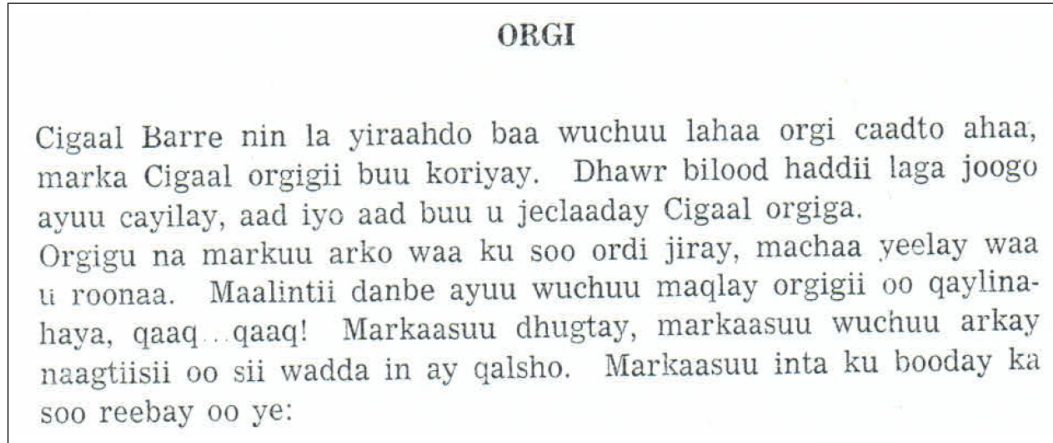 ORGI
Cigaal Barre nin la yiraahdo baa wuchuu lahaa orgi caadto ahaa,
marka Cigaal orgigii buu koriyay. Dhawr bilood haddii laga joogo
ayuu cayilay, aad iyo aad buu u jeclaaday Cigaal orgiga.
Orgigu na markuu arko waa ku soo ordi jiray, machaa yeelay waa
u roonaa. Maalintii danbe ayuu wuchuu maqlay orgigii oo qaylina-
haya, qaaq...qaaq! Markaasuu dhugtay, markaasuu wuchuu arkay
naagtiisii oo sii wadda in ay qalsho. Markaasuu inta ku booday ka
soo reebay oo ye: